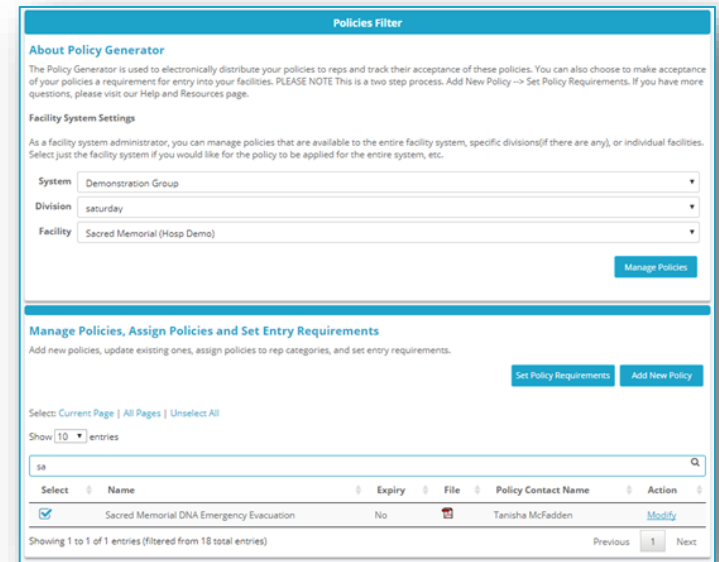 Policies Filter
About Policy Generator
The Policy Generator is used to electronically distribute your policies to reps and track their acceptance of these policies. You can also choose to make acceptance
of your policies a requirement for entry into your facilities. PLEASE NOTE This is a two step process. Add New Policy --> Set Policy Requirements. If you have more
questions, please visit our Help and Resources page.
Facility System Settings
As a facility system administrator, you can manage policies that are available to the entire facility system, specific divisions(if there are any), or individual facilities.
Select just the facility system if you would like for the policy to be applied for the entire system, etc.
System Demonstration Group
Division saturday
Facility Sacred Memorial (Hosp Demo)
Manage Policies
Manage Policies, Assign Policies and Set Entry Requirements
Add new policies, update existing ones, assign policies to rep categories, and set entry requirements.
Set Policy Requirements Add New Policy
Select: Current Page | All Pages | Unselect All
Show 10 entries
sa
Select Name Expiry File Policy Contact Name Action
Sacred Memorial DNA Emergency Evacuation No Tanisha McFadden Modify
Showing 1 to 1 of 1 entries (filtered from 18 total entries) Previous 1 Next